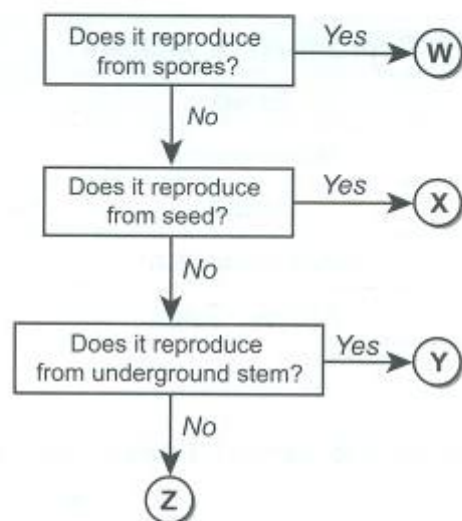 Does it reproduce
from spores?
Yes
W
No
Does it reproduce
from seed?
Yes
X
No
Does it reproduce
from underground stem?
Yes
Y
No
Z